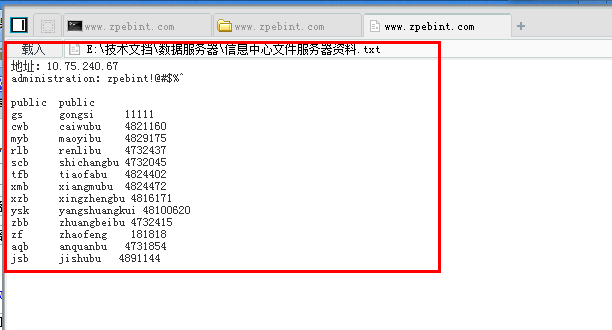 www.zpebint.com www.zpebint.com www.zpebint.com
载入 E:\技术文挡\数据服务器\信息中心文件服务器资料.txt
地址: 10.75.240.67
administration: zpebint!@#$%^
public public
gs gongsi 11111
cwb caiwubu 4821160
myb maoyibu 4829175
rlb renlibu 4732437
scb shichangbu 4732045
tfb tiaofabu 4824402
xmb xiangmubu 4824472
xzb xingzhengbu 4816171
ysk yangshuangkui 48100620
zbb zhuangbeibu 4732415
zf zhaofeng 181818
aqb anquanbu 4731854
jsb jishubu 4891144